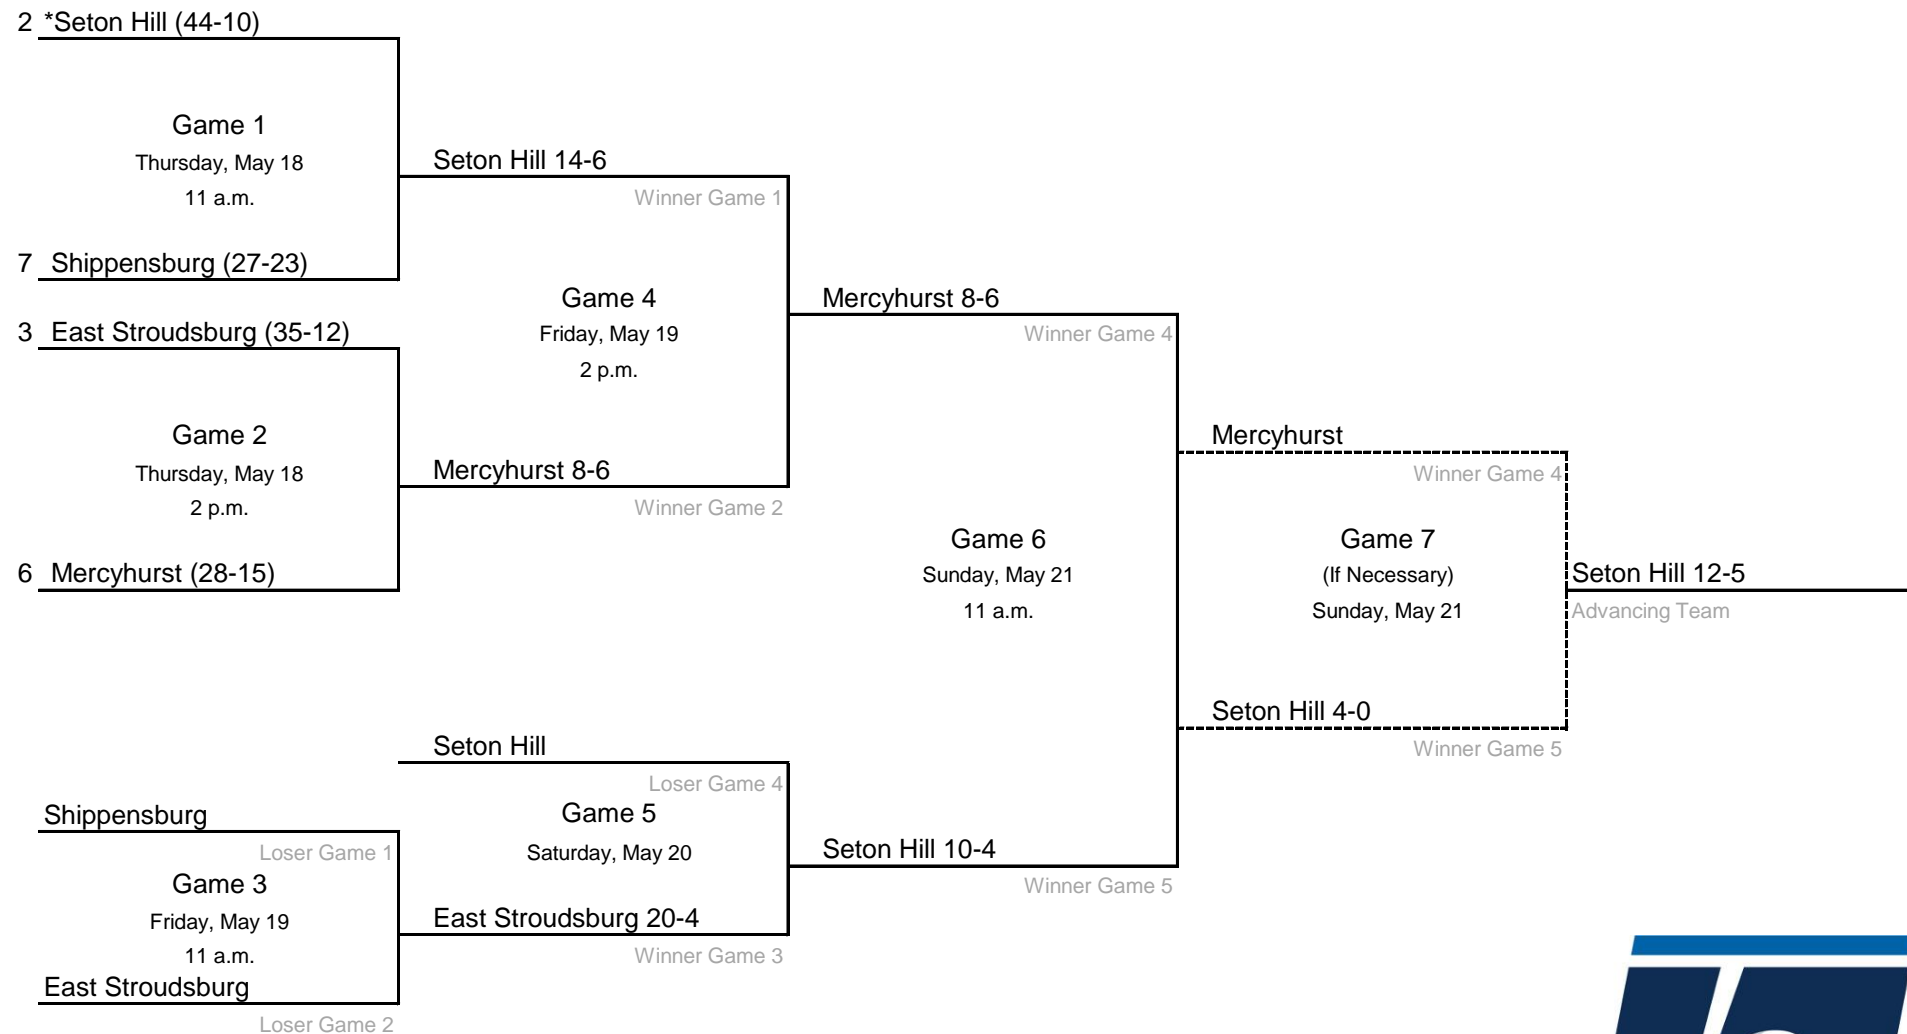 2 *Seton Hill (44-10)
Game 1
Thursday, May 18
11 a.m.
Seton Hill 14-6
Winner Game 1
7 Shippensburg (27-23)
Game 4
Friday, May 19
2 p.m.
Mercyhurst 8-6
Winner Game 4
3 East Stroudsburg (35-12)
Game 2
Thursday, May 18
2 p.m.
Mercyhurst 8-6
Winner Game 2
6 Mercyhurst (28-15)
Mercyhurst
Winner Game 4
Game 6
Sunday, May 21
11 a.m.
Game 7
(If Necessary)
Sunday, May 21
Seton Hill 12-5
Advancing Team
Seton Hill 4-0
Winner Game 5
Seton Hill
Loser Game 4
Game 5
Saturday, May 20
Seton Hill 10-4
Winner Game 5
Shippensburg
Loser Game 1
Game 3
Friday, May 19
11 a.m.
East Stroudsburg 20-4
Winner Game 3
East Stroudsburg
Loser Game 2